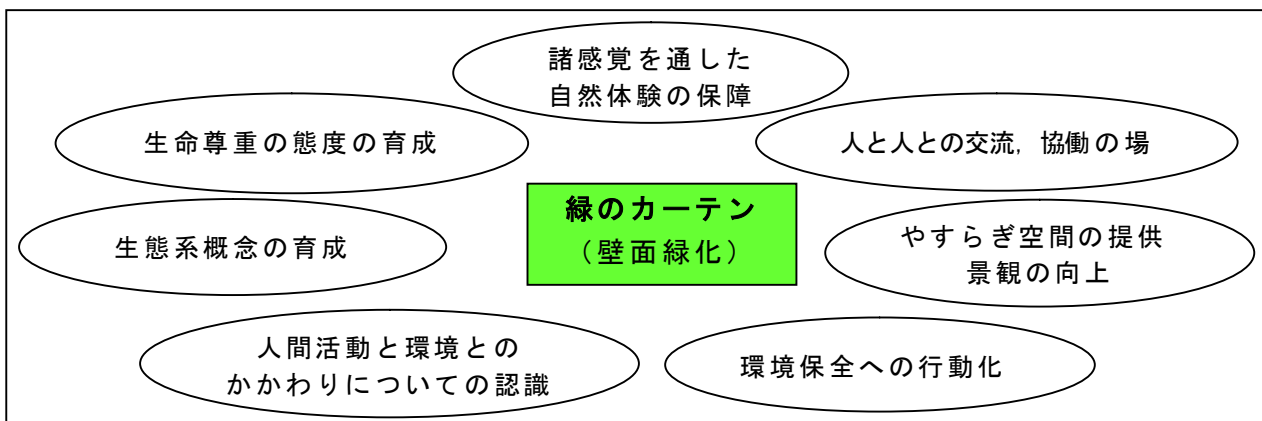 諸感覚を通した
自然体験の保障
生命尊重の態度の育成
人と人との交流，協働の場
緑のカーテン
（壁面緑化）
生態系概念の育成
やすらぎ空間の提供
景観の向上
人間活動と環境との
かかわりについての認識
環境保全への行動化